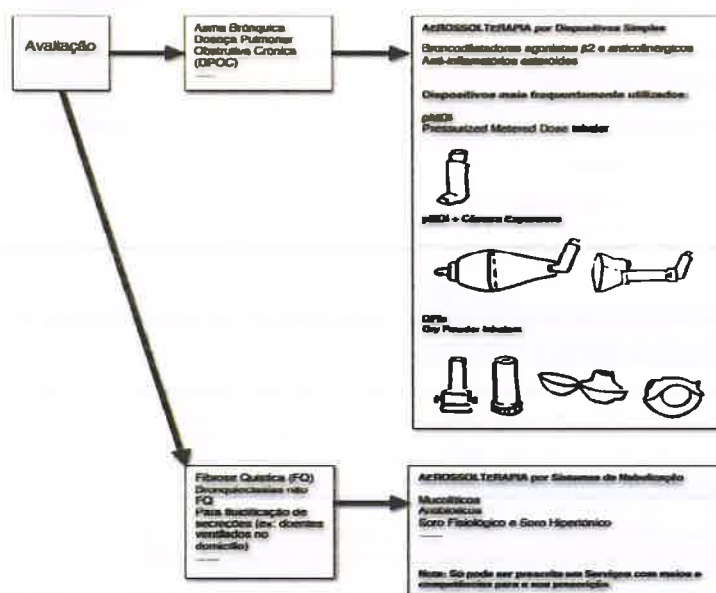 Avaliação
Asma Brônquica
Doença Pulmonar
Obstrutiva Crónica
(DPOC)
......
AEROSSOLTERAPIA por Dispositivos Simples
Broncodilatadores agonistas β2 e anticolinérgicos
Anti-inflamatórios esteroides
Dispositivos mais frequentemente utilizados:
pMDI
Pressurized Metered Dose Inhaler
pMDI + Câmara Expansora
DPIs
Dry Powder Inhalers
Fibrose Quística (FQ)
Bronquiectasias não
FQ
Para fluidificação de
secreções (ex: doentes
ventilados no
domicílio)
......
AEROSSOLTERAPIA por Sistemas de Nebulização
Mucolíticos
Antibióticos
Soro Fisiológico e Soro Hipertónico
......
Nota: Só pode ser prescrita em Serviços com meios e
competências para a sua prescrição